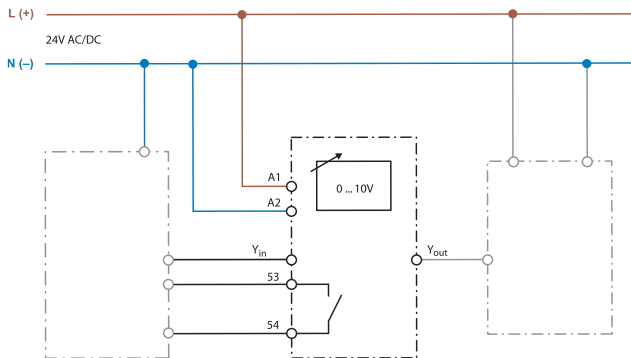 L (+)
24V AC/DC
N (–)
A1
0 ... 10V
A2
Yin
Yout
53
54